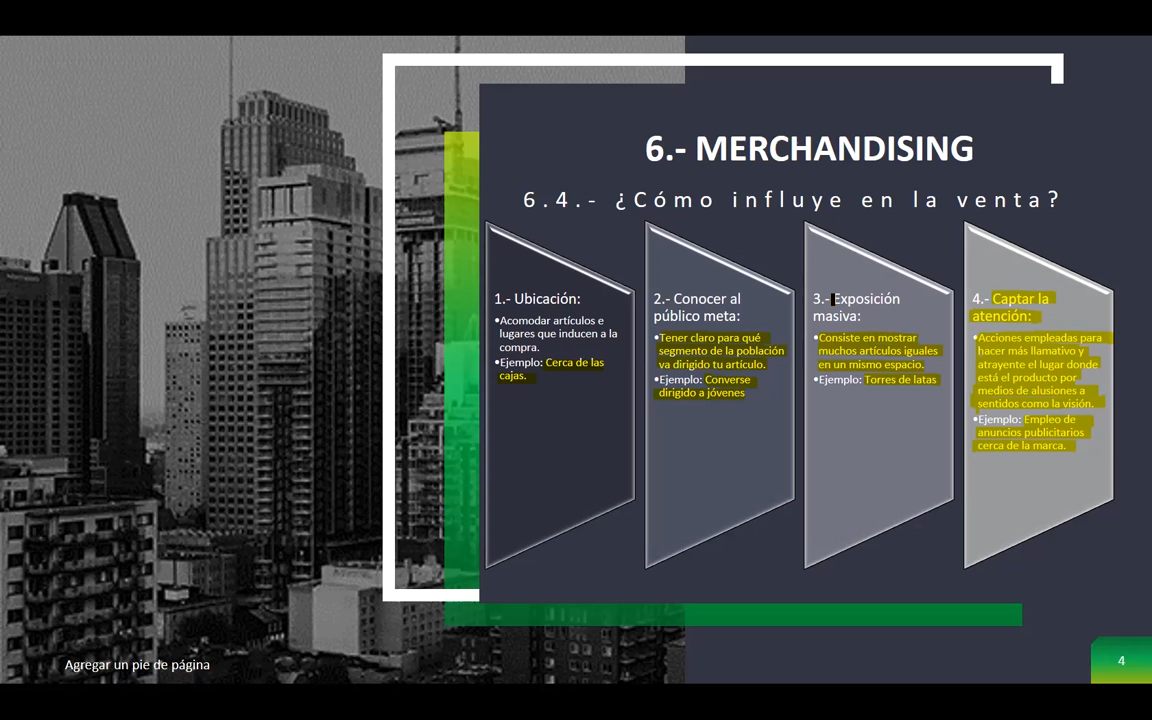 6.- MERCHANDISING
6.4.- ¿Cómo influye en la venta?
1.- Ubicación:
•Acomodar artículos e
lugares que inducen a la
compra.
•Ejemplo: Cerca de las
cajas.
2.- Conocer al
público meta:
•Tener claro para qué
segmento de la población
va dirigido tu artículo.
•Ejemplo: Converse
dirigido a jóvenes
3.- Exposición
masiva:
•Consiste en mostrar
muchos artículos iguales
en un mismo espacio.
•Ejemplo: Torres de latas
4.- Captar la
atención:
•Acciones empleadas para
hacer más llamativo y
atrayente el lugar donde
está el producto por
medios de alusiones a
sentidos como la visión.
•Ejemplo: Empleo de
anuncios publicitarios
cerca de la marca.
Agregar un pie de página
4